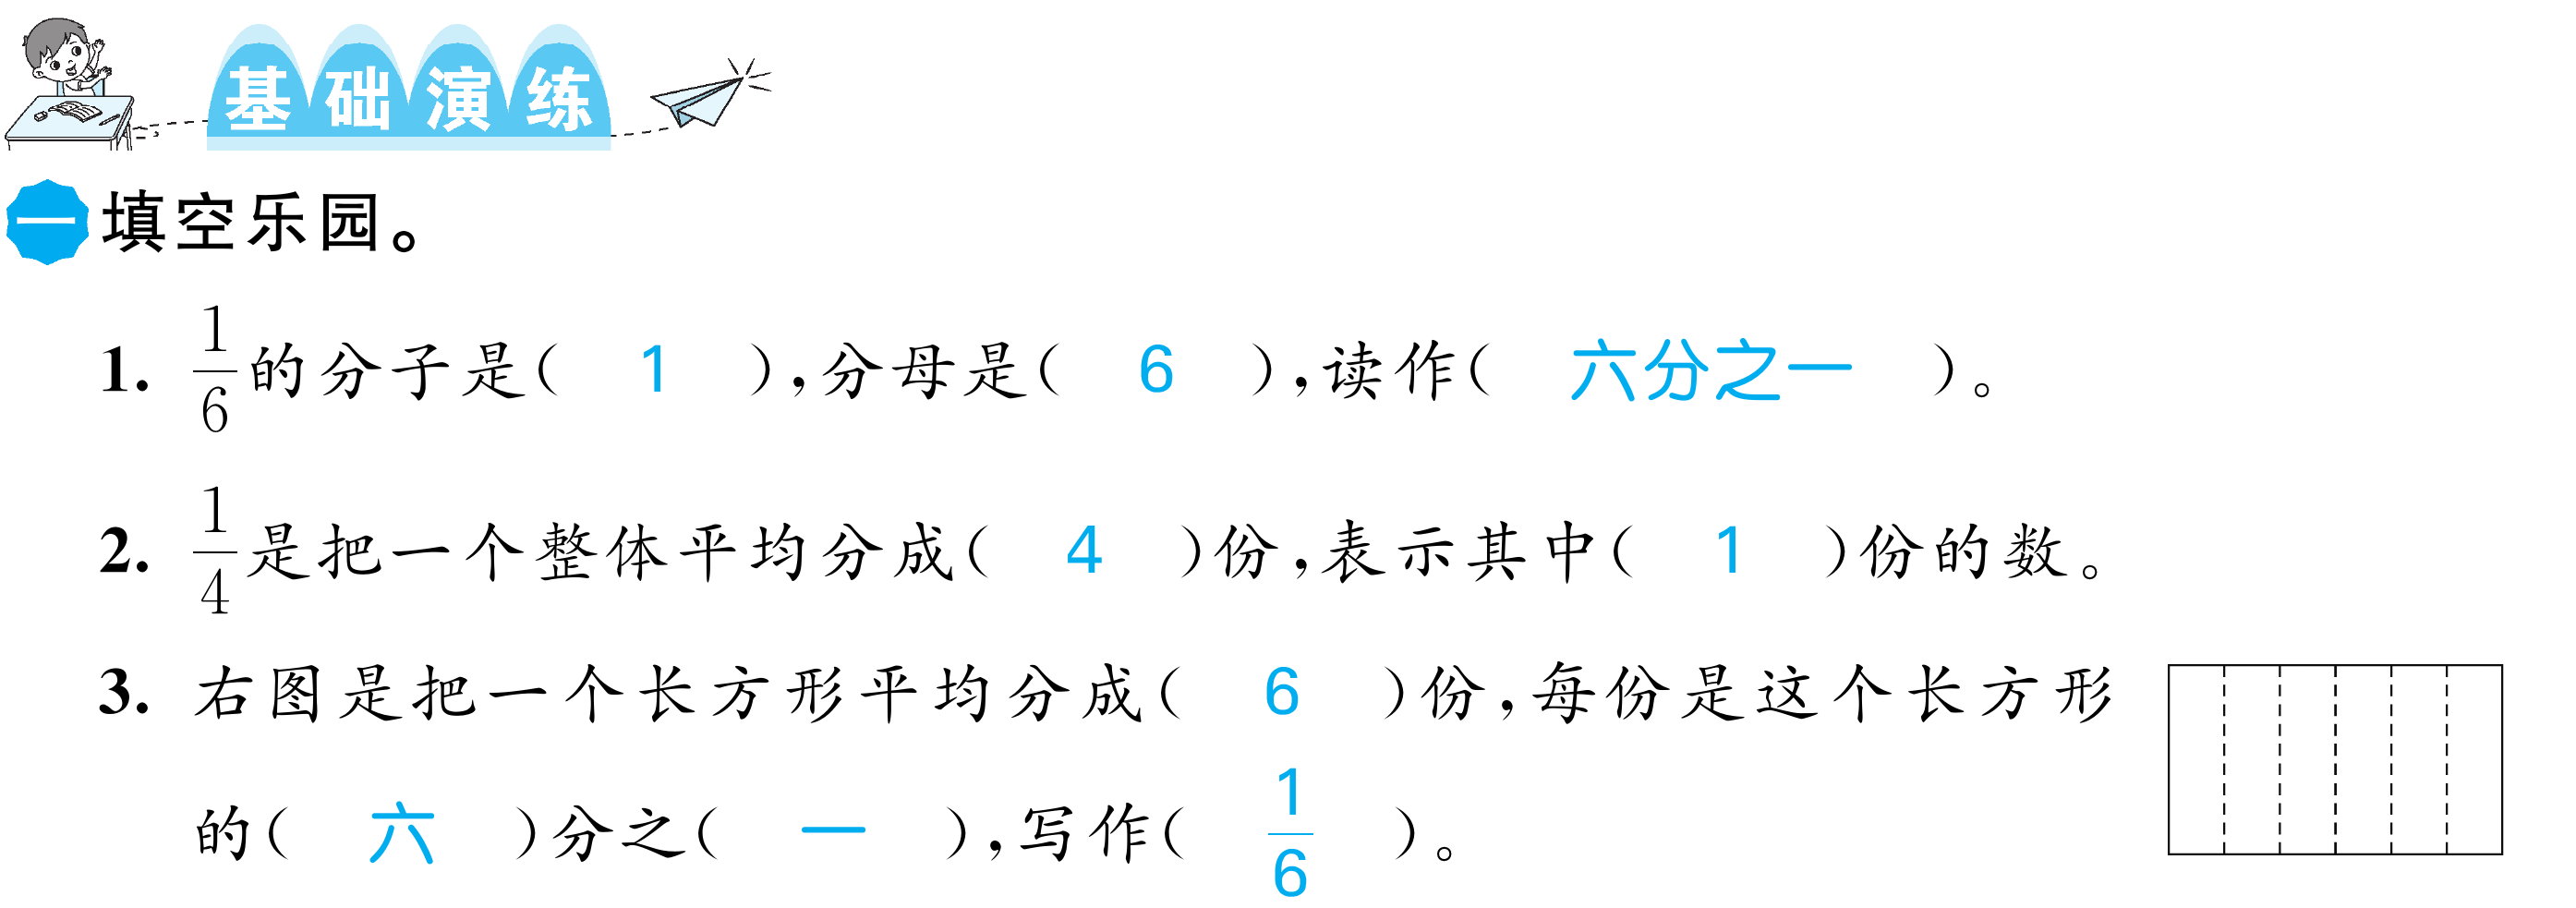 基础演练
一 填空乐园。
1. 1/6的分子是( 1 ),分母是( 6 ),读作( 六分之一 )。
2. 1/4是把一个整体平均分成( 4 )份,表示其中( 1 )份的数。
3. 右图是把一个长方形平均分成( 6 )份,每份是这个长方形
的( 六 )分之( 一 ),写作( 1/6 )。